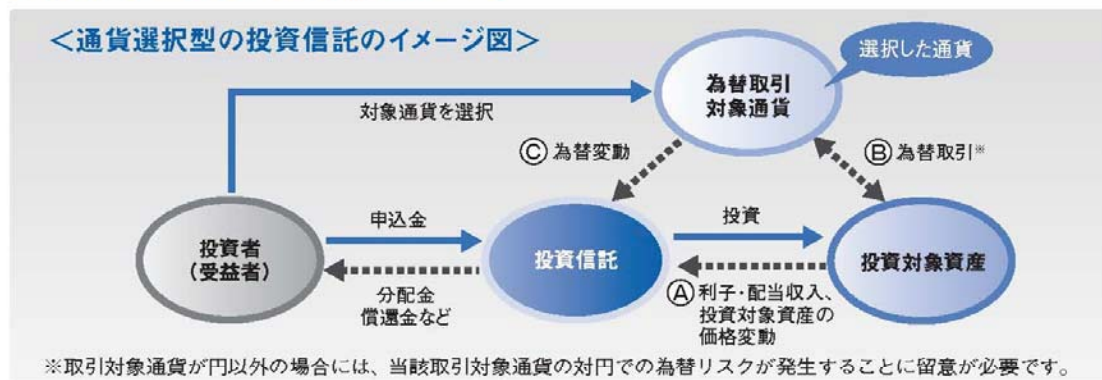 ＜通貨選択型の投資信託のイメージ図＞
選択した通貨
為替取引
対象通貨
対象通貨を選択
Ⓒ 為替変動
Ⓑ 為替取引※
申込金
投資
投資者
（受益者）
投資信託
投資対象資産
分配金
償還金など
Ⓐ 利子・配当収入、
投資対象資産の
価格変動
※取引対象通貨が円以外の場合には、当該取引対象通貨の対円での為替リスクが発生することに留意が必要です。